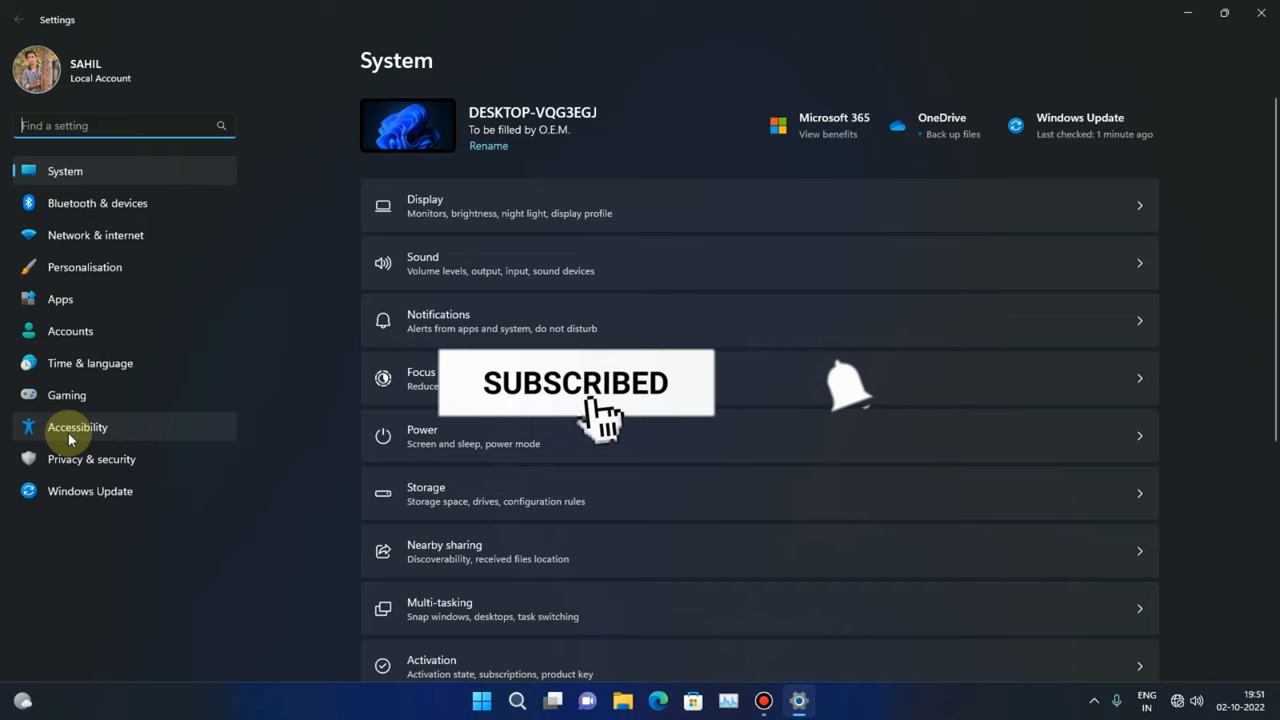 Settings
SAHIL
Local Account
Find a setting
System
Bluetooth & devices
Network & internet
Personalisation
Apps
Accounts
Time & language
Gaming
Accessibility
Privacy & security
Windows Update
System
DESKTOP-VQG3EGJ
To be filled by O.E.M.
Rename
Microsoft 365
View benefits
OneDrive
• Back up files
Windows Update
Last checked: 1 minute ago
Display
Monitors, brightness, night light, display profile
Sound
Volume levels, output, input, sound devices
Notifications
Alerts from apps and system, do not disturb
Focus
Reduce
SUBSCRIBED
Power
Screen and sleep, power mode
Storage
Storage space, drives, configuration rules
Nearby sharing
Discoverability, received files location
Multi-tasking
Snap windows, desktops, task switching
Activation
Activation state, subscriptions, product key
ENG
IN
19:51
02-10-2022